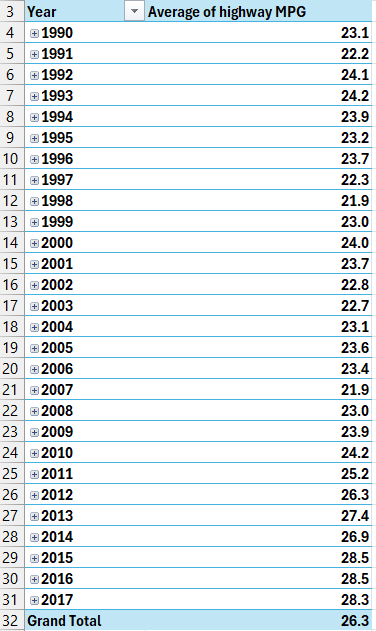 3 Year Average of highway MPG
4 1990 23.1
5 1991 22.2
6 1992 24.1
7 1993 24.2
8 1994 23.9
9 1995 23.2
10 1996 23.7
11 1997 22.3
12 1998 21.9
13 1999 23.0
14 2000 24.0
15 2001 23.7
16 2002 22.8
17 2003 22.7
18 2004 23.1
19 2005 23.6
20 2006 23.4
21 2007 21.9
22 2008 23.0
23 2009 23.9
24 2010 24.2
25 2011 25.2
26 2012 26.3
27 2013 27.4
28 2014 26.9
29 2015 28.5
30 2016 28.5
31 2017 28.3
32 Grand Total 26.3